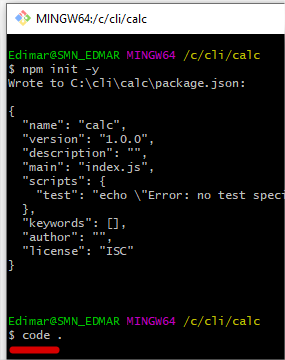 MINGW64:/c/cli/calc
Edimar@SMN_EDMAR MINGW64 /c/cli/calc
$ npm init -y
Wrote to C:\cli\calc\package.json:
{
  "name": "calc",
  "version": "1.0.0",
  "description": "",
  "main": "index.js",
  "scripts": {
    "test": "echo \"Error: no test speci
  },
  "keywords": [],
  "author": "",
  "license": "ISC"
}
Edimar@SMN_EDMAR MINGW64 /c/cli/calc
$ code .